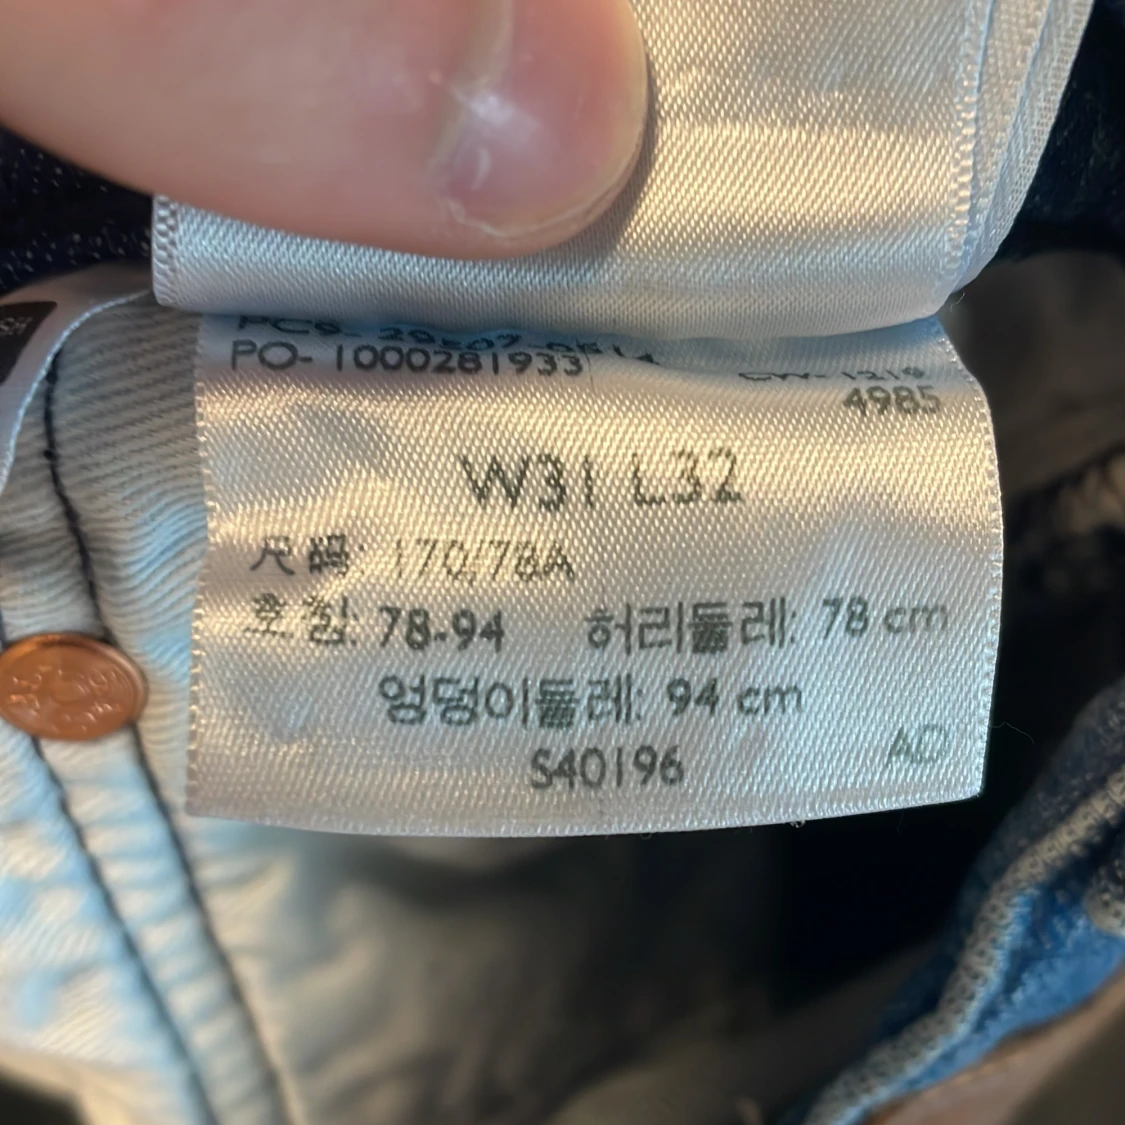 PO- 1000281933
4985
W31 L32
尺码: 170/78A
호칭: 78-94 허리둘레: 78 cm
엉덩이둘레: 94 cm
S40196
AD